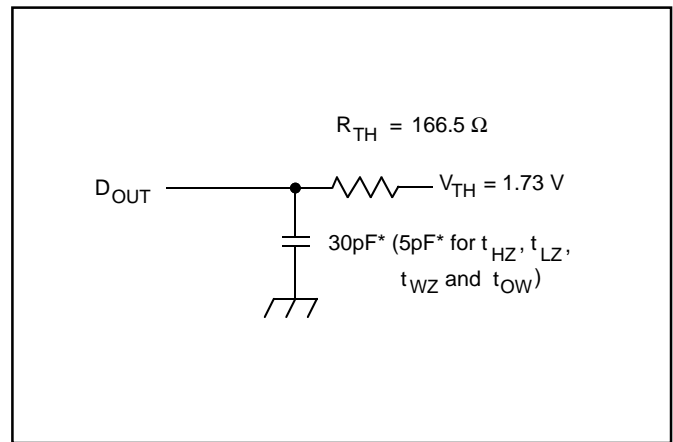 R_TH = 166.5 Ω
D_OUT
V_TH = 1.73 V
30pF* (5pF* for t_HZ, t_LZ,
t_WZ and t_OW)